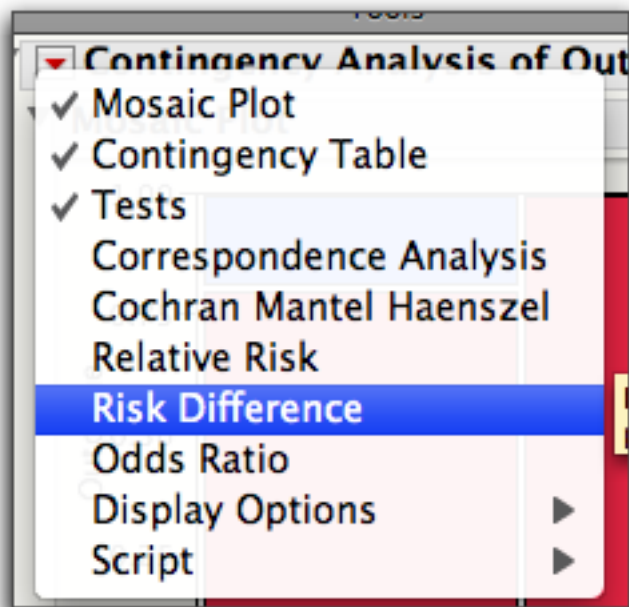 Tools
Contingency Analysis of Out
Mosaic Plot
Contingency Table
Tests
Correspondence Analysis
Cochran Mantel Haenszel
Relative Risk
Risk Difference
Odds Ratio
Display Options
Script